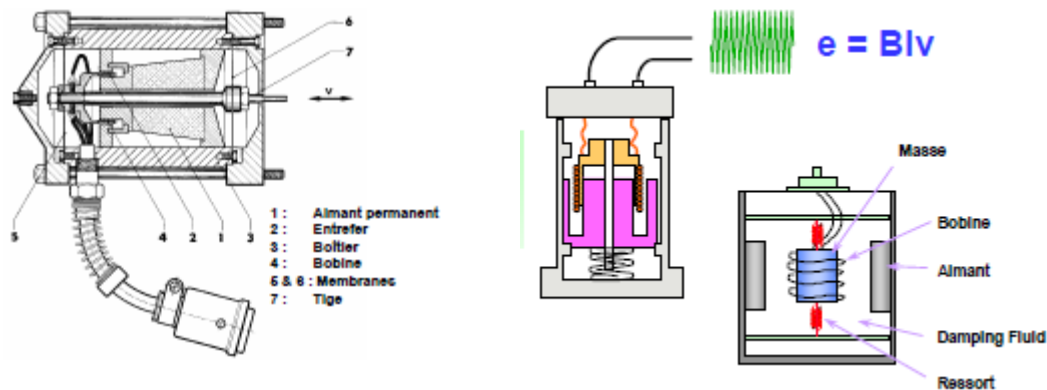 6
7
v
5
4 2 1 3
1 : Aimant permanent
2 : Entrefer
3 : Boîtier
4 : Bobine
5 & 6 : Membranes
7 : Tige
e = Blv
Masse
Bobine
Aimant
Damping Fluid
Ressort